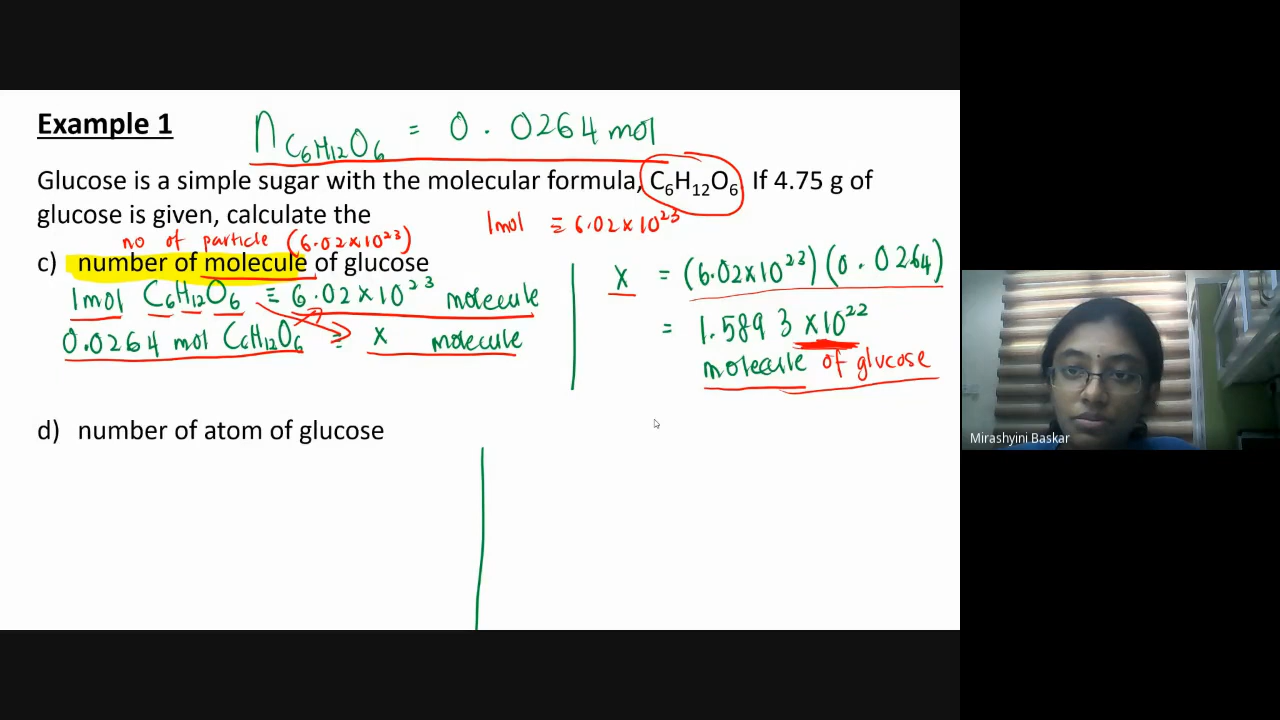 Example 1
n C₆H₁₂O₆ = 0.0264 mol
Glucose is a simple sugar with the molecular formula, C₆H₁₂O₆. If 4.75 g of
glucose is given, calculate the
1mol ≡ 6.02×10²³
no of particle (6.02×10²³)
c) number of molecule of glucose
1mol C₆H₁₂O₆ ≡ 6.02×10²³ molecule
0.0264 mol C₆H₁₂O₆ ≡ x molecule
x = (6.02×10²³)(0.0264)
= 1.5893 ×10²²
molecule of glucose
d) number of atom of glucose
Mirashyini Baskar